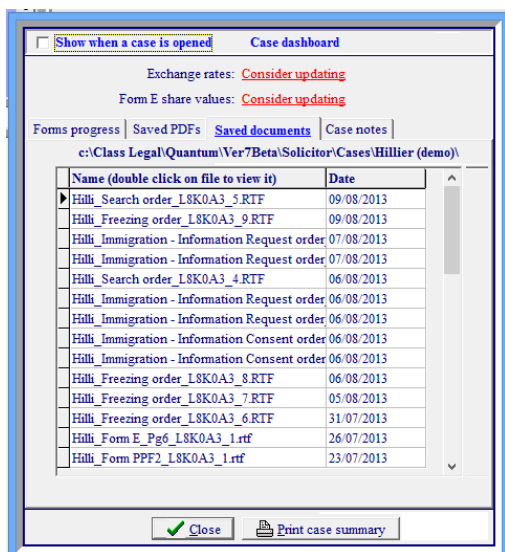 Show when a case is opened Case dashboard
Exchange rates: Consider updating
Form E share values: Consider updating
Forms progress Saved PDFs Saved documents Case notes
c:\Class Legal\Quantum\Ver7Beta\Solicitor\Cases\Hillier (demo)\
Name (double click on file to view it) Date
Hilli_Search order_L8K0A3_5.RTF 09/08/2013
Hilli_Freezing order_L8K0A3_9.RTF 09/08/2013
Hilli_Immigration - Information Request order 07/08/2013
Hilli_Immigration - Information Request order 07/08/2013
Hilli_Search order_L8K0A3_4.RTF 06/08/2013
Hilli_Immigration - Information Request order 06/08/2013
Hilli_Immigration - Information Request order 06/08/2013
Hilli_Immigration - Information Consent order 06/08/2013
Hilli_Immigration - Information Consent order 06/08/2013
Hilli_Freezing order_L8K0A3_8.RTF 06/08/2013
Hilli_Freezing order_L8K0A3_7.RTF 05/08/2013
Hilli_Freezing order_L8K0A3_6.RTF 31/07/2013
Hilli_Form E_Pg6_L8K0A3_1.rtf 26/07/2013
Hilli_Form PPF2_L8K0A3_1.rtf 23/07/2013
Close Print case summary